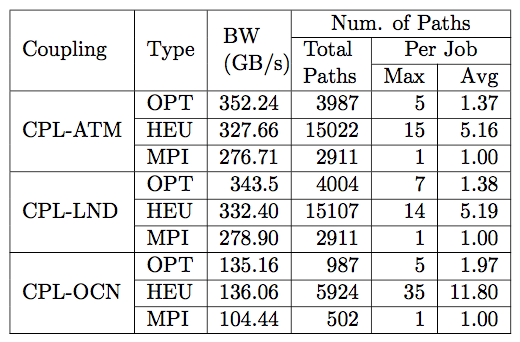 Coupling Type BW (GB/s) Num. of Paths
Total Paths Per Job
Max Avg
CPL-ATM OPT 352.24 3987 5 1.37
HEU 327.66 15022 15 5.16
MPI 276.71 2911 1 1.00
CPL-LND OPT 343.5 4004 7 1.38
HEU 332.40 15107 14 5.19
MPI 278.90 2911 1 1.00
CPL-OCN OPT 135.16 987 5 1.97
HEU 136.06 5924 35 11.80
MPI 104.44 502 1 1.00